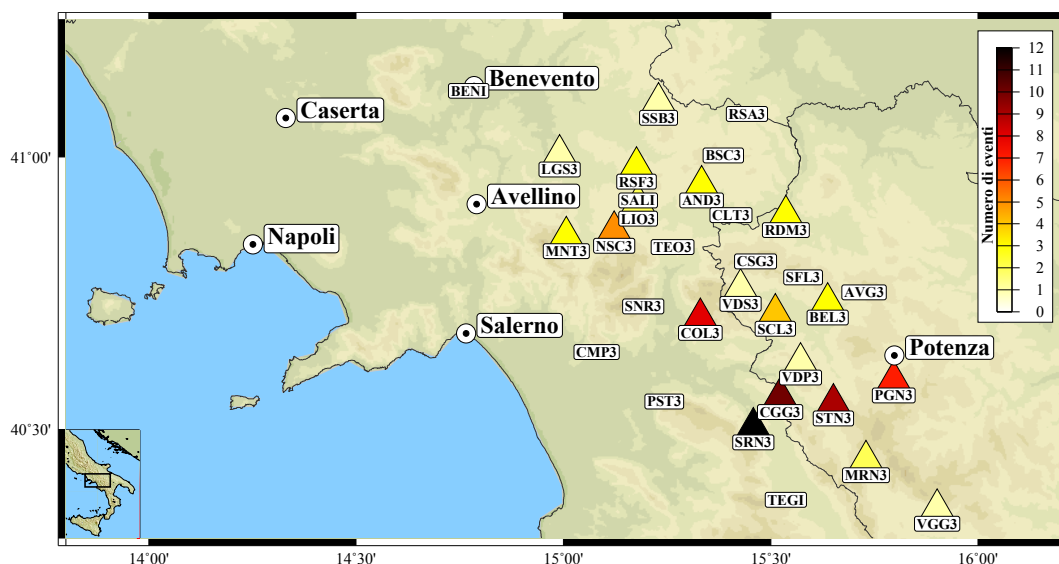 Benevento
BENI
Caserta
SSB3
RSA3
41°00'
LGS3
BSC3
RSF3
Avellino
SALI
AND3
LIO3
CLT3
RDM3
Napoli
MNT3
NSC3
TEO3
CSG3
SFL3
AVG3
SNR3
VDS3
BEL3
Salerno
COL3
SCL3
CMP3
Potenza
VDP3
PGN3
PST3
CGG3
STN3
40°30'
SRN3
MRN3
TEGI
VGG3
14°00'
14°30'
15°00'
15°30'
16°00'
Numero di eventi
12
11
10
9
8
7
6
5
4
3
2
1
0